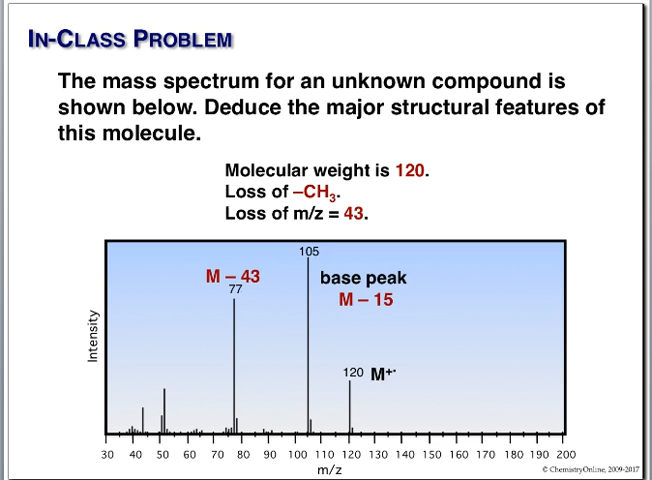 IN-CLASS PROBLEM
The mass spectrum for an unknown compound is
shown below. Deduce the major structural features of
this molecule.
Molecular weight is 120.
Loss of –CH₃.
Loss of m/z = 43.
105
M – 43
base peak
77
M – 15
120 M⁺˙
Intensity
30 40 50 60 70 80 90 100 110 120 130 140 150 160 170 180 190 200
m/z
© ChemistryOnline, 2009-2017